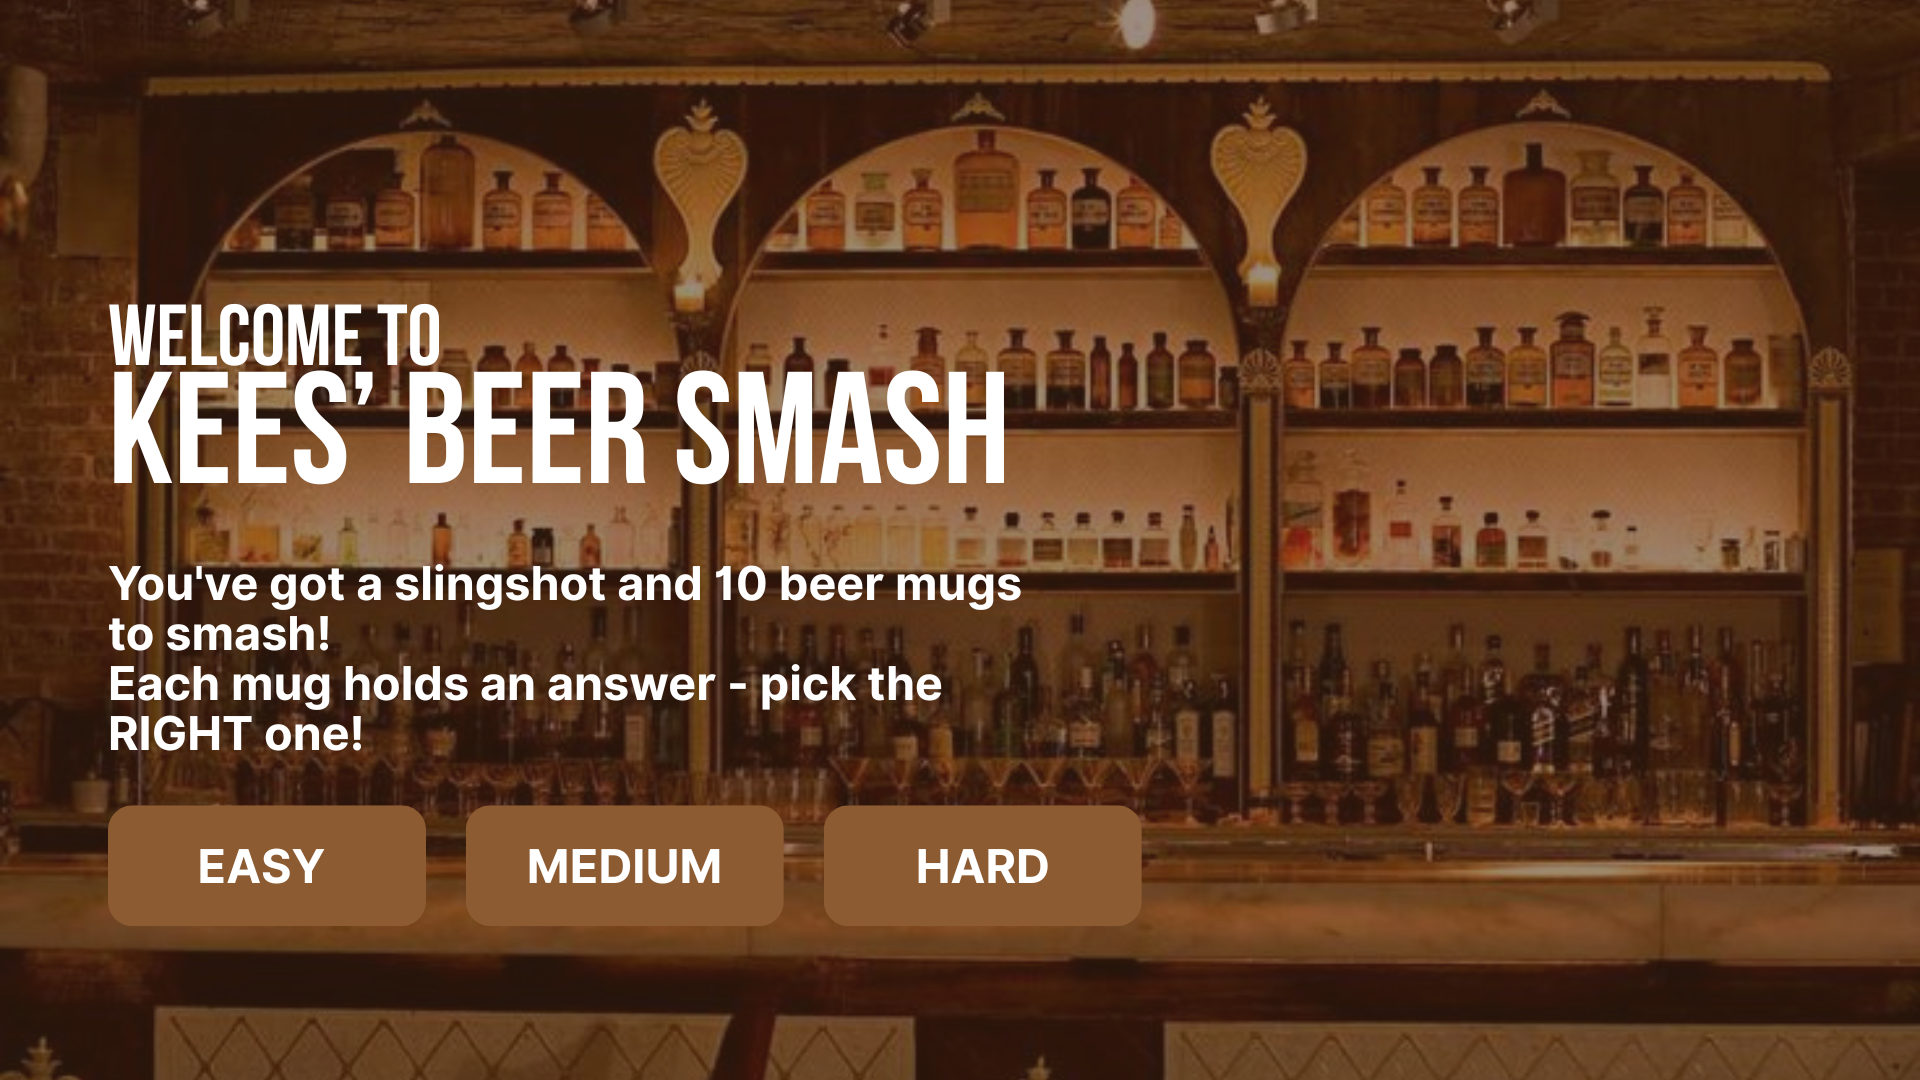 WELCOME TO
KEES’ BEER SMASH
You've got a slingshot and 10 beer mugs
to smash!
Each mug holds an answer - pick the
RIGHT one!
EASY
MEDIUM
HARD